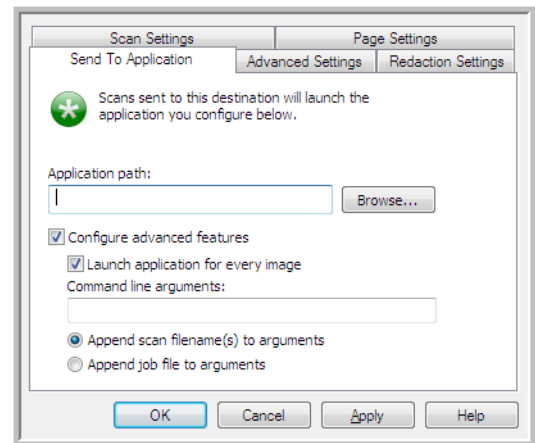 Scan Settings
Page Settings
Send To Application
Advanced Settings
Redaction Settings
Scans sent to this destination will launch the
application you configure below.
Application path:
Browse...
Configure advanced features
Launch application for every image
Command line arguments:
Append scan filename(s) to arguments
Append job file to arguments
OK
Cancel
Apply
Help